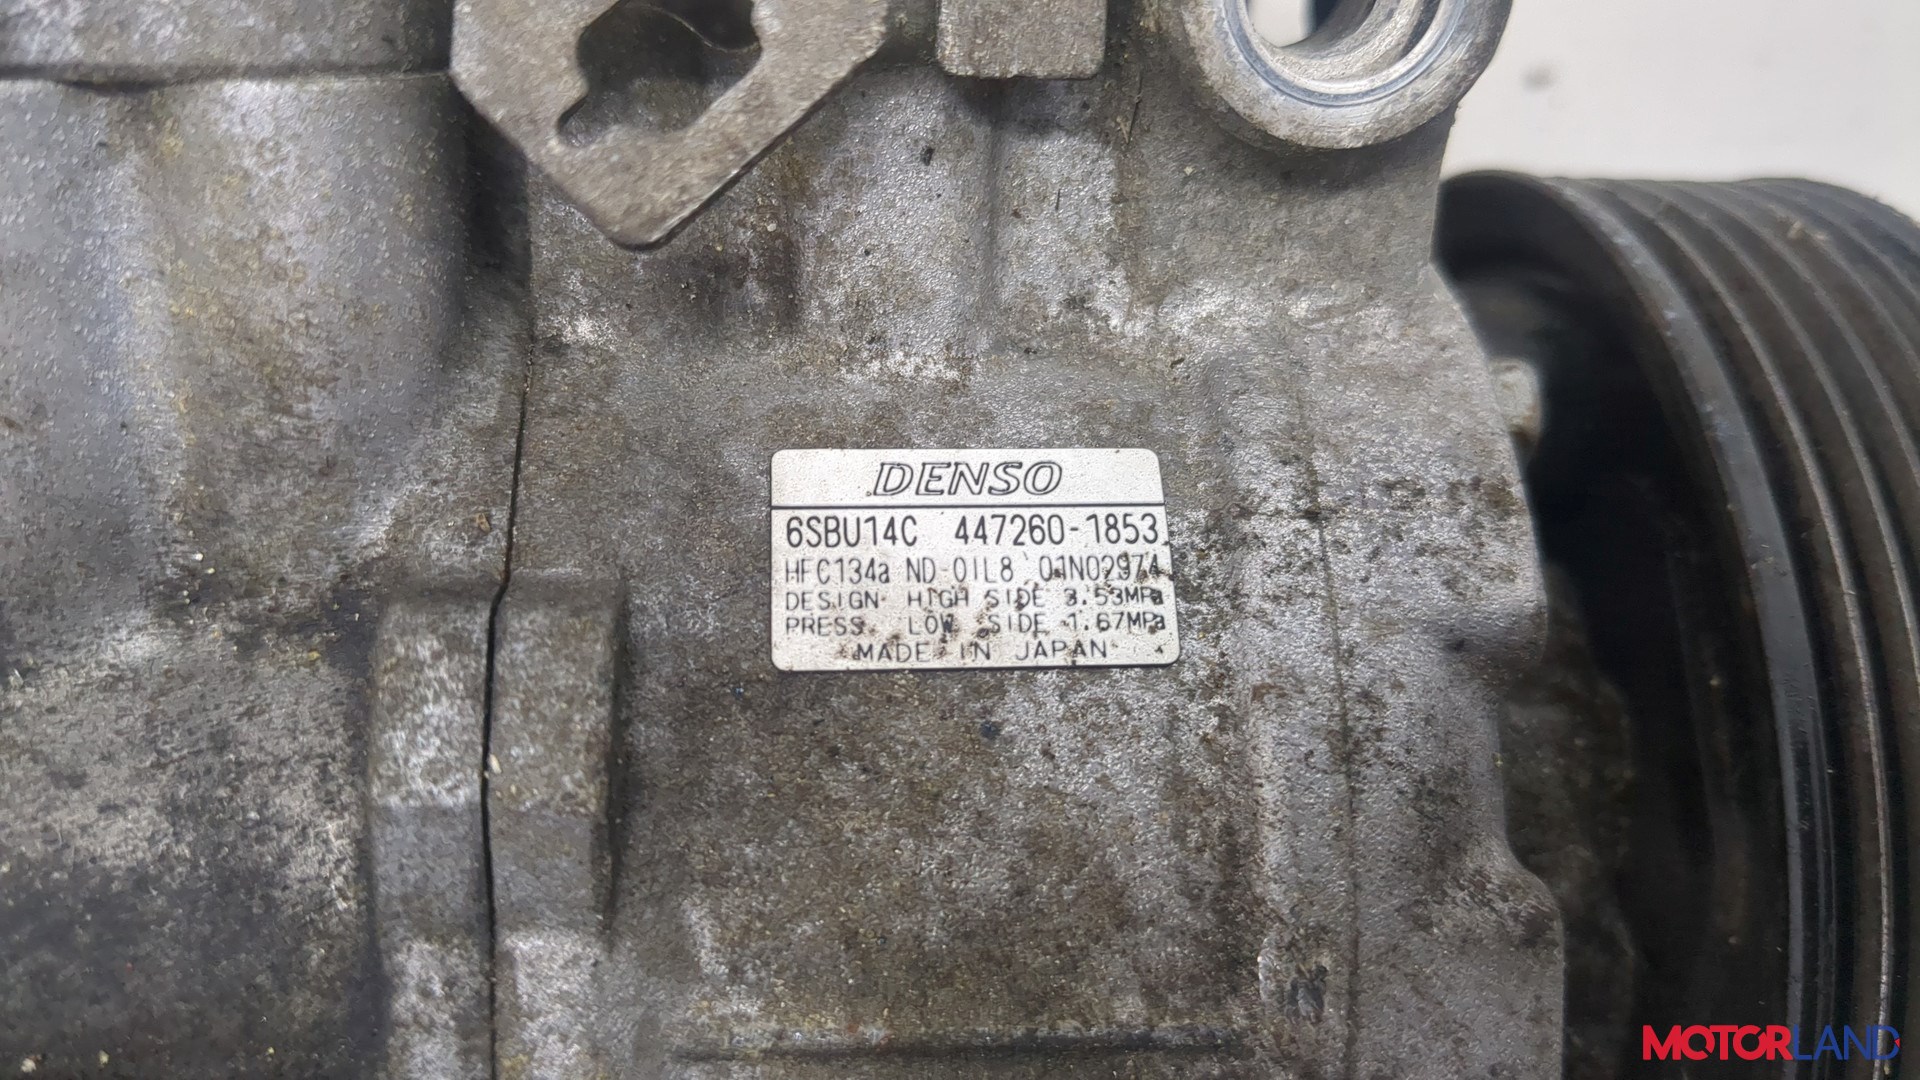 DENSO
6SBU14C 447260-1853
HFC134a ND-OIL8 01N02974
DESIGN HIGH SIDE 3.53MPa
PRESS. LOW SIDE 1.67MPa
MADE IN JAPAN
MOTORLAND